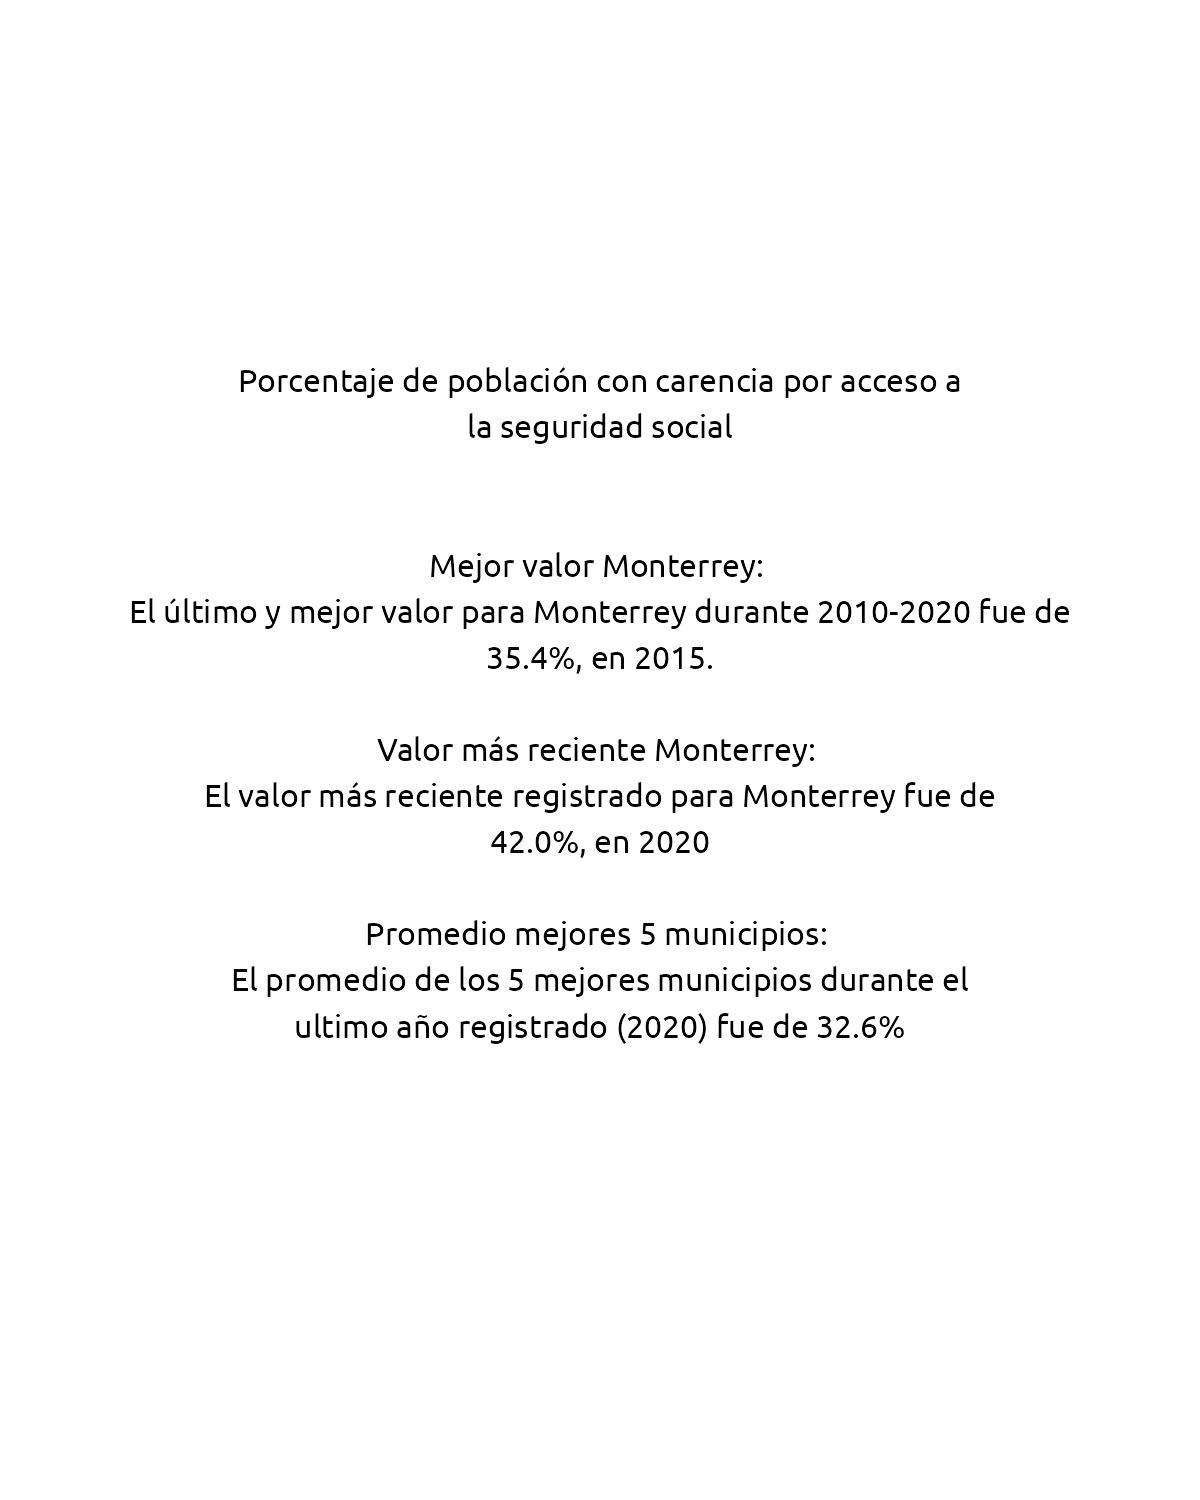 Porcentaje de población con carencia por acceso a
la seguridad social
Mejor valor Monterrey:
El último y mejor valor para Monterrey durante 2010-2020 fue de
35.4%, en 2015.
Valor más reciente Monterrey:
El valor más reciente registrado para Monterrey fue de
42.0%, en 2020
Promedio mejores 5 municipios:
El promedio de los 5 mejores municipios durante el
ultimo año registrado (2020) fue de 32.6%